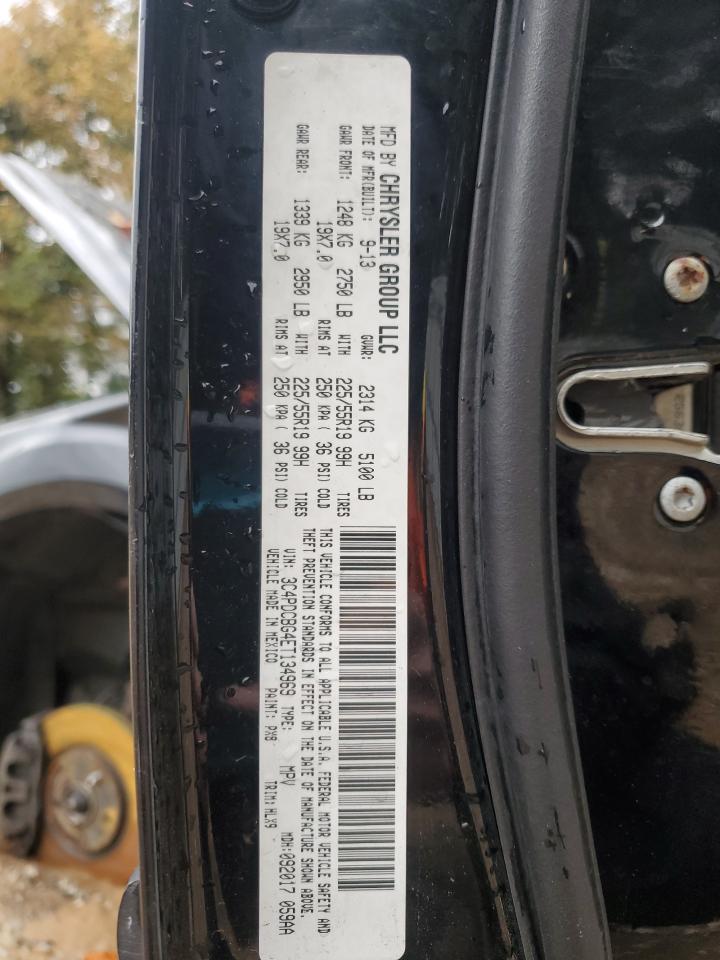 MFD BY CHRYSLER GROUP LLC
DATE OF MFR(BUILT): 9-13 GVWR: 2314 KG 5100 LB
GAWR FRONT: 1248 KG 2750 LB WITH 225/55R19 99H TIRES
19X7.0 RIMS AT 250 KPA ( 36 PSI) COLD
GAWR REAR: 1339 KG 2950 LB WITH 225/55R19 99H TIRES
19X7.0 RIMS AT 250 KPA ( 36 PSI) COLD
THIS VEHICLE CONFORMS TO ALL APPLICABLE U.S.A. FEDERAL MOTOR VEHICLE SAFETY AND
THEFT PREVENTION STANDARDS IN EFFECT ON THE DATE OF MANUFACTURE SHOWN ABOVE.
VIN: 3C4PDCBG4ET134969 TYPE: MPV MDH:092017 059AA
VEHICLE MADE IN MEXICO PAINT: PX8 TRIM:HLX9